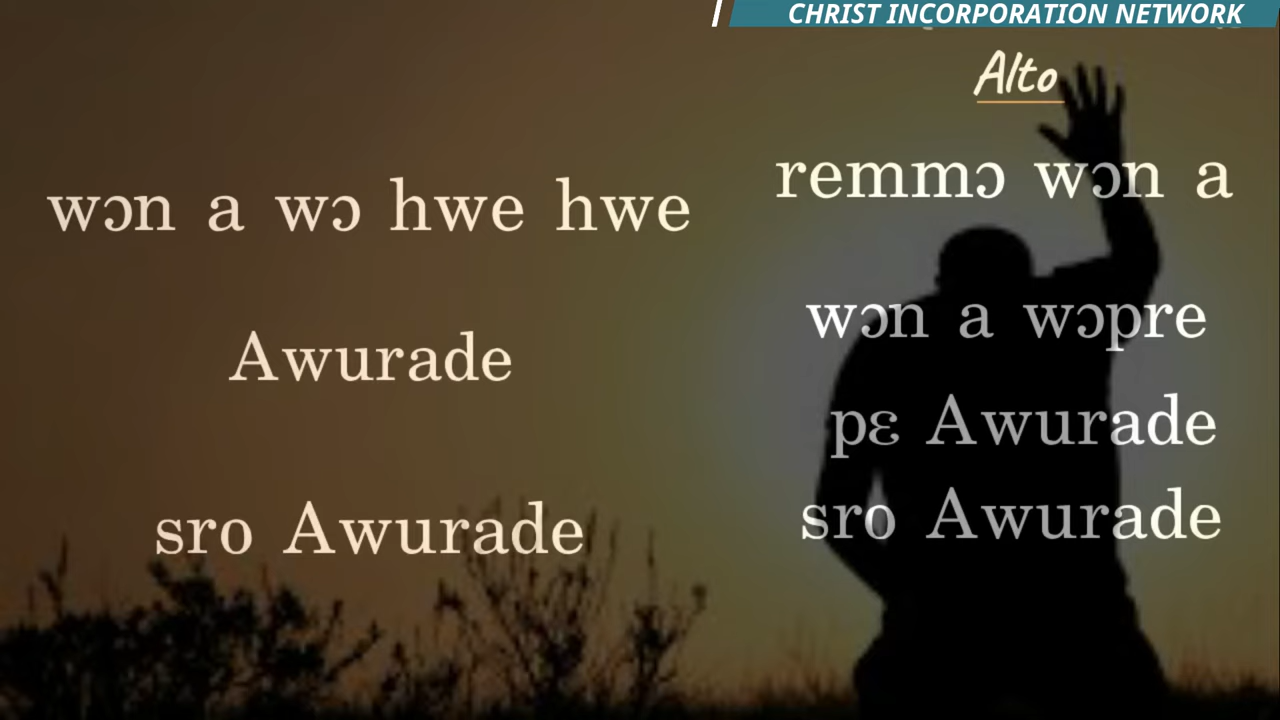 CHRIST INCORPORATION NETWORK
wɔn a wɔ hwe hwe
Awurade
sro Awurade
Alto
remmɔ wɔn a
wɔn a wɔpre
pɛ Awurade
sro Awurade